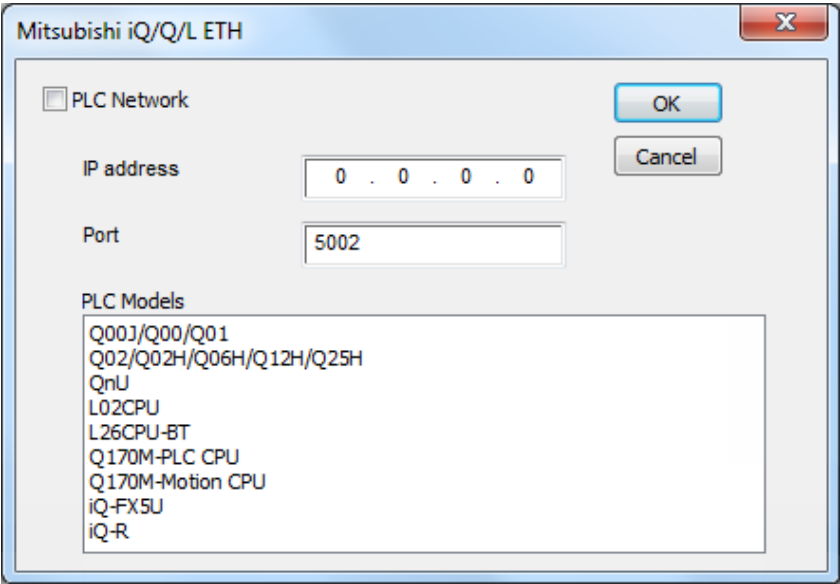 Mitsubishi iQ/Q/L ETH
PLC Network
OK
IP address
0 . 0 . 0 . 0
Cancel
Port
5002
PLC Models
Q00J/Q00/Q01
Q02/Q02H/Q06H/Q12H/Q25H
QnU
L02CPU
L26CPU-BT
Q170M-PLC CPU
Q170M-Motion CPU
iQ-FX5U
iQ-R